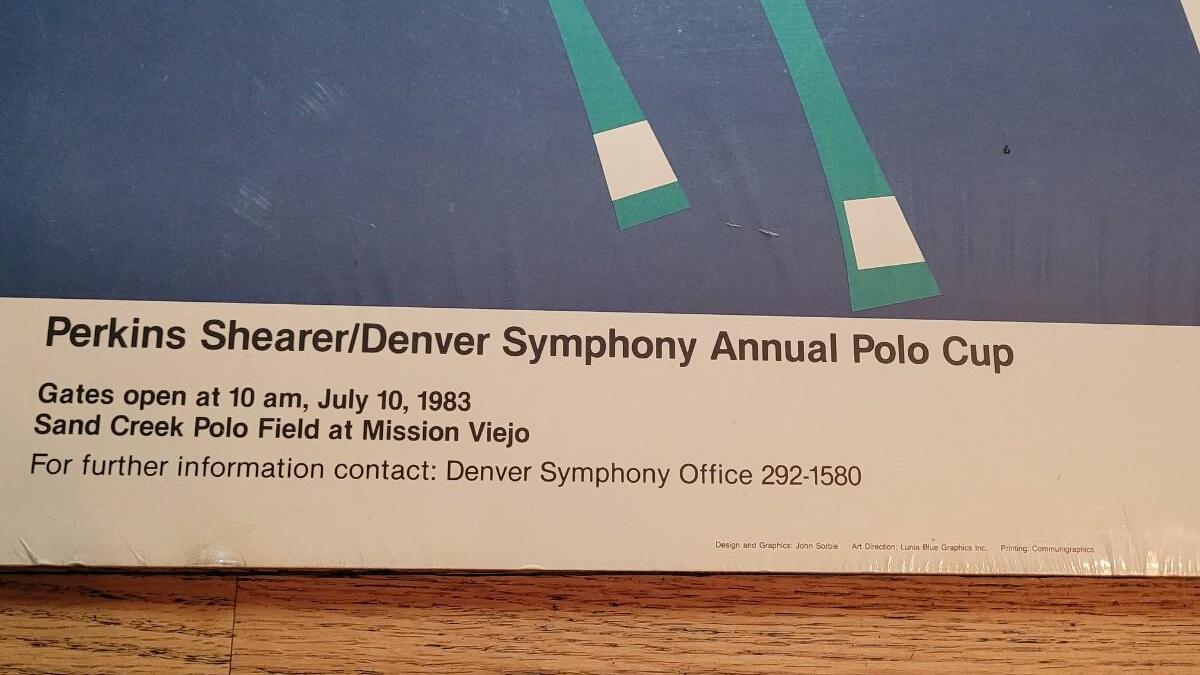 Perkins Shearer/Denver Symphony Annual Polo Cup
Gates open at 10 am, July 10, 1983
Sand Creek Polo Field at Mission Viejo
For further information contact: Denver Symphony Office 292-1580
Design and Graphics: John Sorbie Art Direction: Lunia Blue Graphics Inc. Printing: Communigraphics